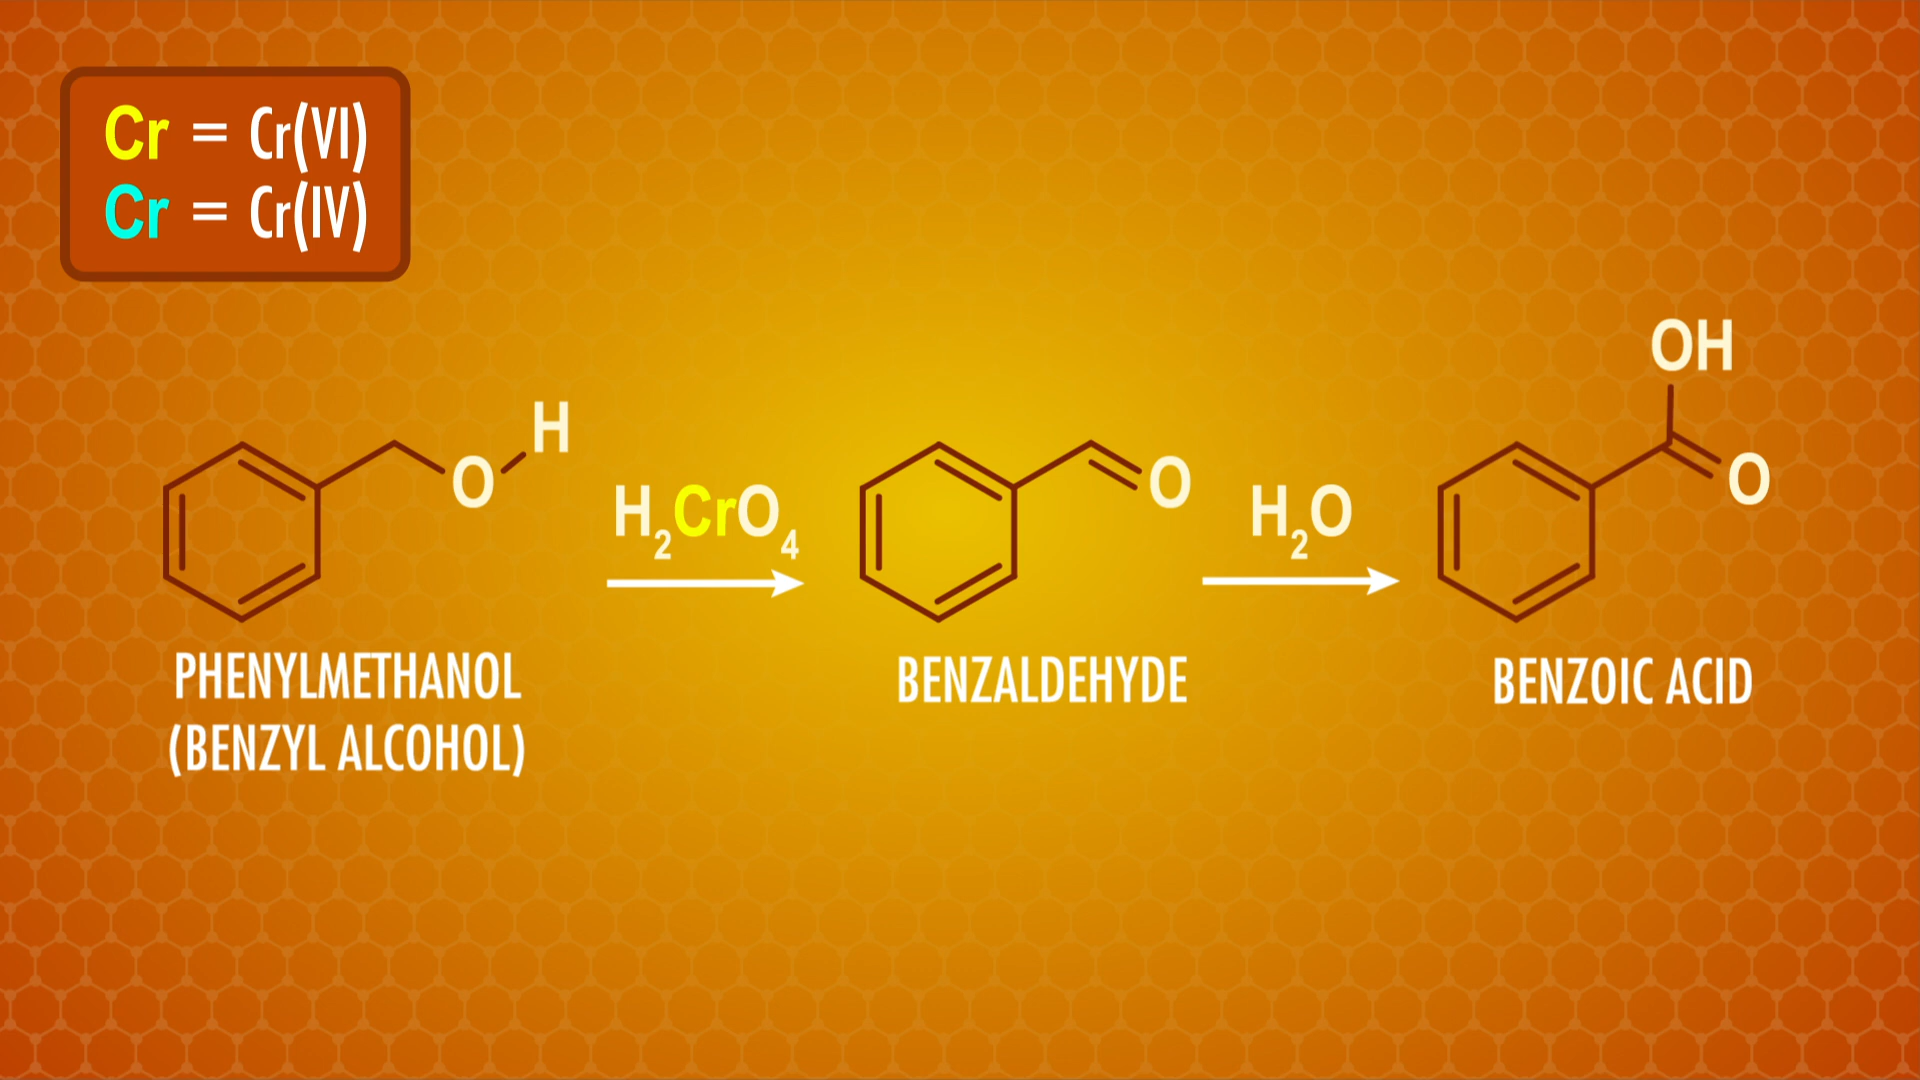 Cr = Cr(VI)
Cr = Cr(IV)
OH
H
O
H₂CrO₄
O
H₂O
O
PHENYLMETHANOL
(BENZYL ALCOHOL)
BENZALDEHYDE
BENZOIC ACID